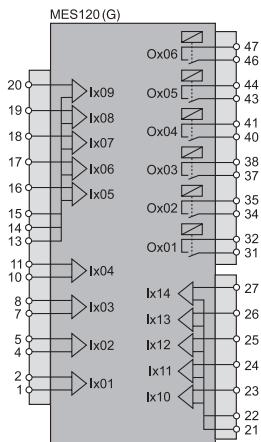 MES120 (G)
Ox06 47
46
20 Ix09 Ox05 44
43
19 Ix08
18 Ix07 Ox04 41
40
17 Ix06 Ox03 38
37
16 Ix05
15
14
13
Ox02 35
34
Ox01 32
31
11
10 Ix04
8
7 Ix03
5
4 Ix02
2
1 Ix01
Ix14 27
Ix13 26
Ix12 25
Ix11 24
Ix10 23
22
21